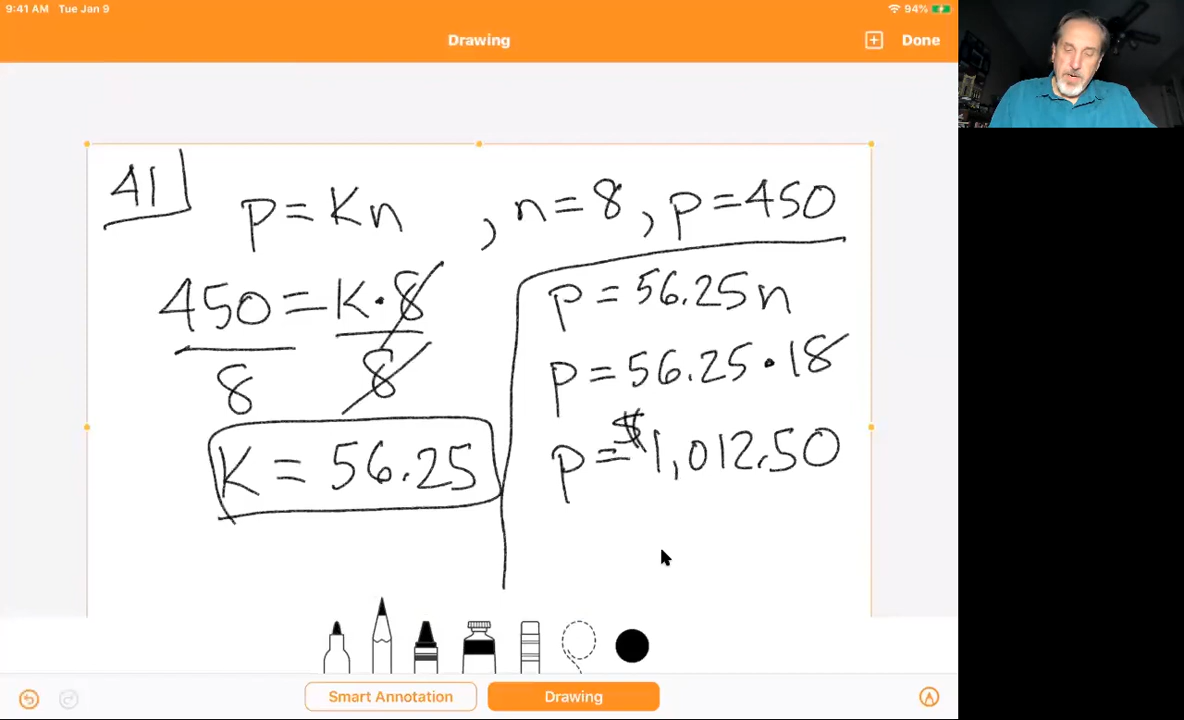 9:41 AM Tue Jan 9
94%
Drawing
Done
41
p=Kn , n=8, p=450
450=K·8
8 8
K=56.25
p=56.25n
p=56.25·18
p=$1,012.50
Smart Annotation
Drawing